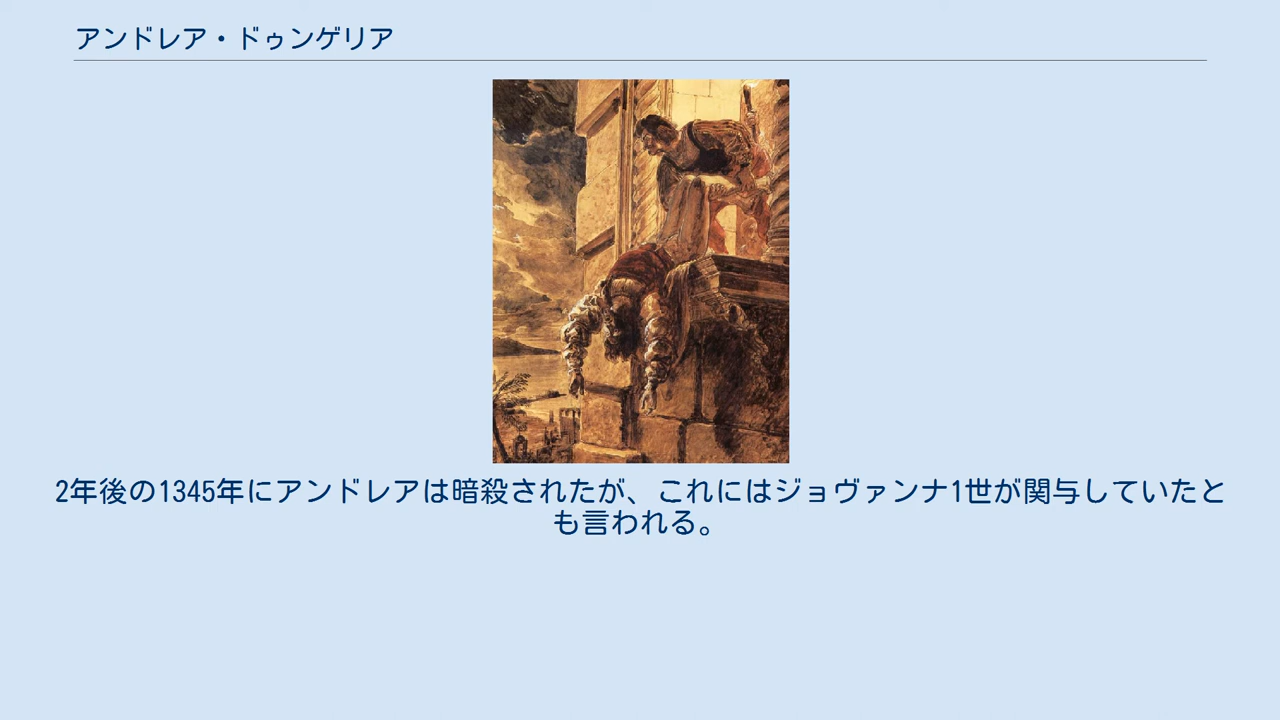 アンドレア・ドゥンゲリア
2年後の1345年にアンドレアは暗殺されたが、これにはジョヴァンナ1世が関与していたと
も言われる。